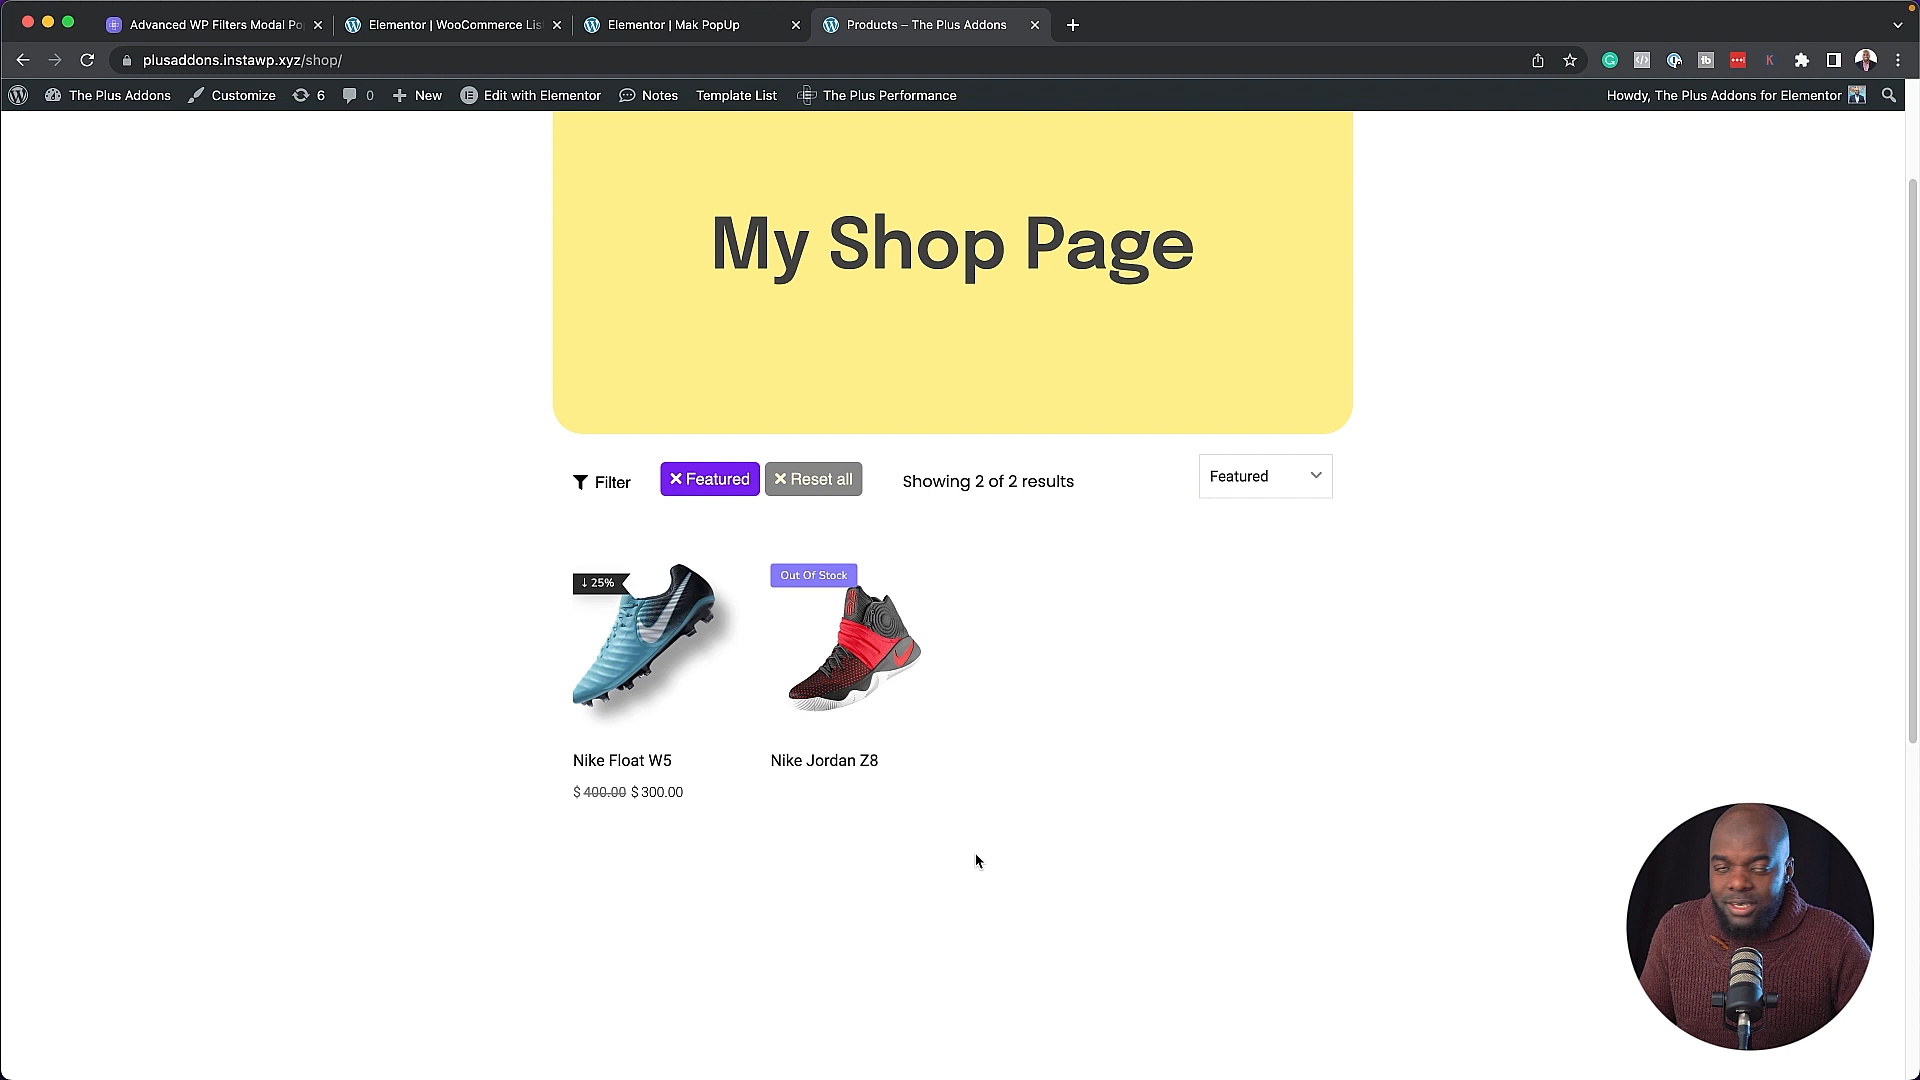 Advanced WP Filters Modal Po
Elementor | WooCommerce List
Elementor | Mak PopUp
Products – The Plus Addons
plusaddons.instawp.xyz/shop/
The Plus Addons
Customize
6
0
New
Edit with Elementor
Notes
Template List
The Plus Performance
Howdy, The Plus Addons for Elementor
My Shop Page
Filter
× Featured
× Reset all
Showing 2 of 2 results
Featured
↓ 25%
Out Of Stock
Nike Float W5
Nike Jordan Z8
$ 400.00 $ 300.00